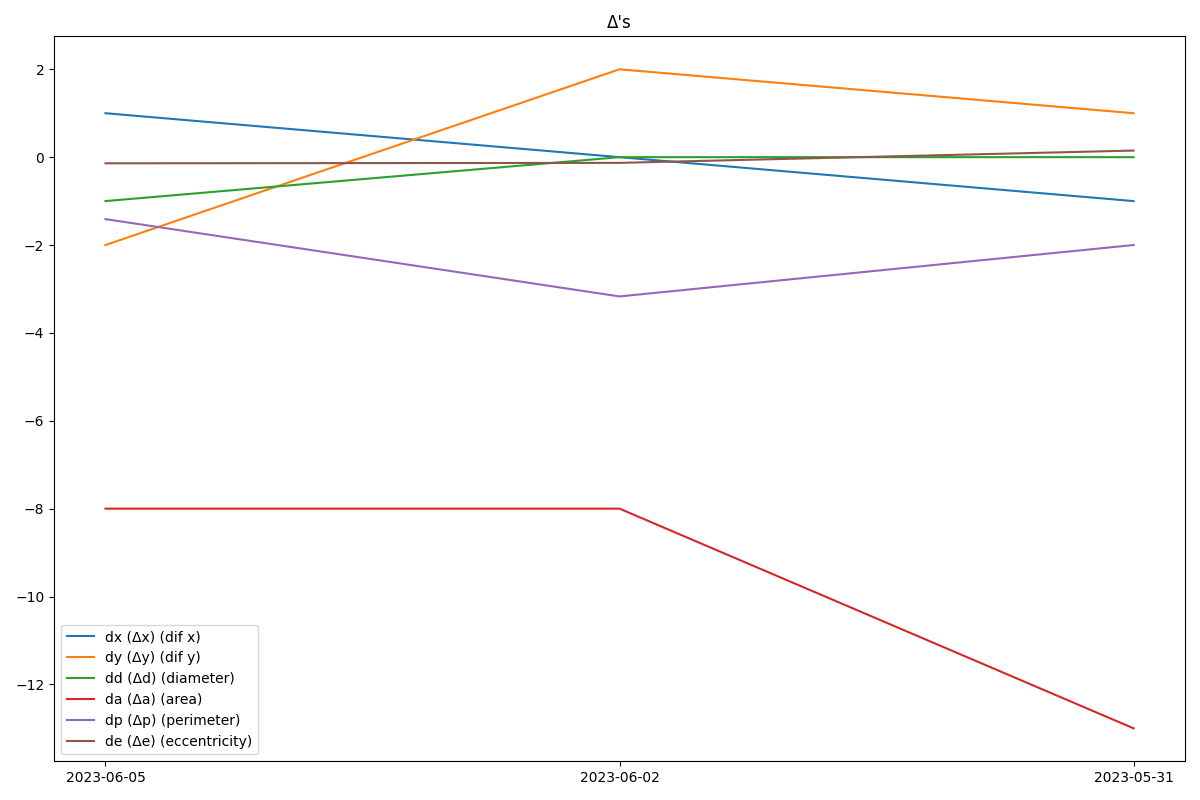 Δ's
2
0
−2
−4
−6
−8
−10
−12
dx (Δx) (dif x)
dy (Δy) (dif y)
dd (Δd) (diameter)
da (Δa) (area)
dp (Δp) (perimeter)
de (Δe) (eccentricity)
2023-06-05 2023-06-02 2023-05-31